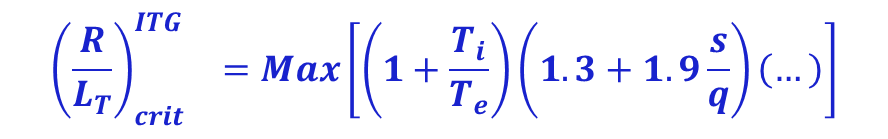 (R/L_T)^ITG_crit = Max[(1 + T_i/T_e)(1.3 + 1.9 s/q)(...)]